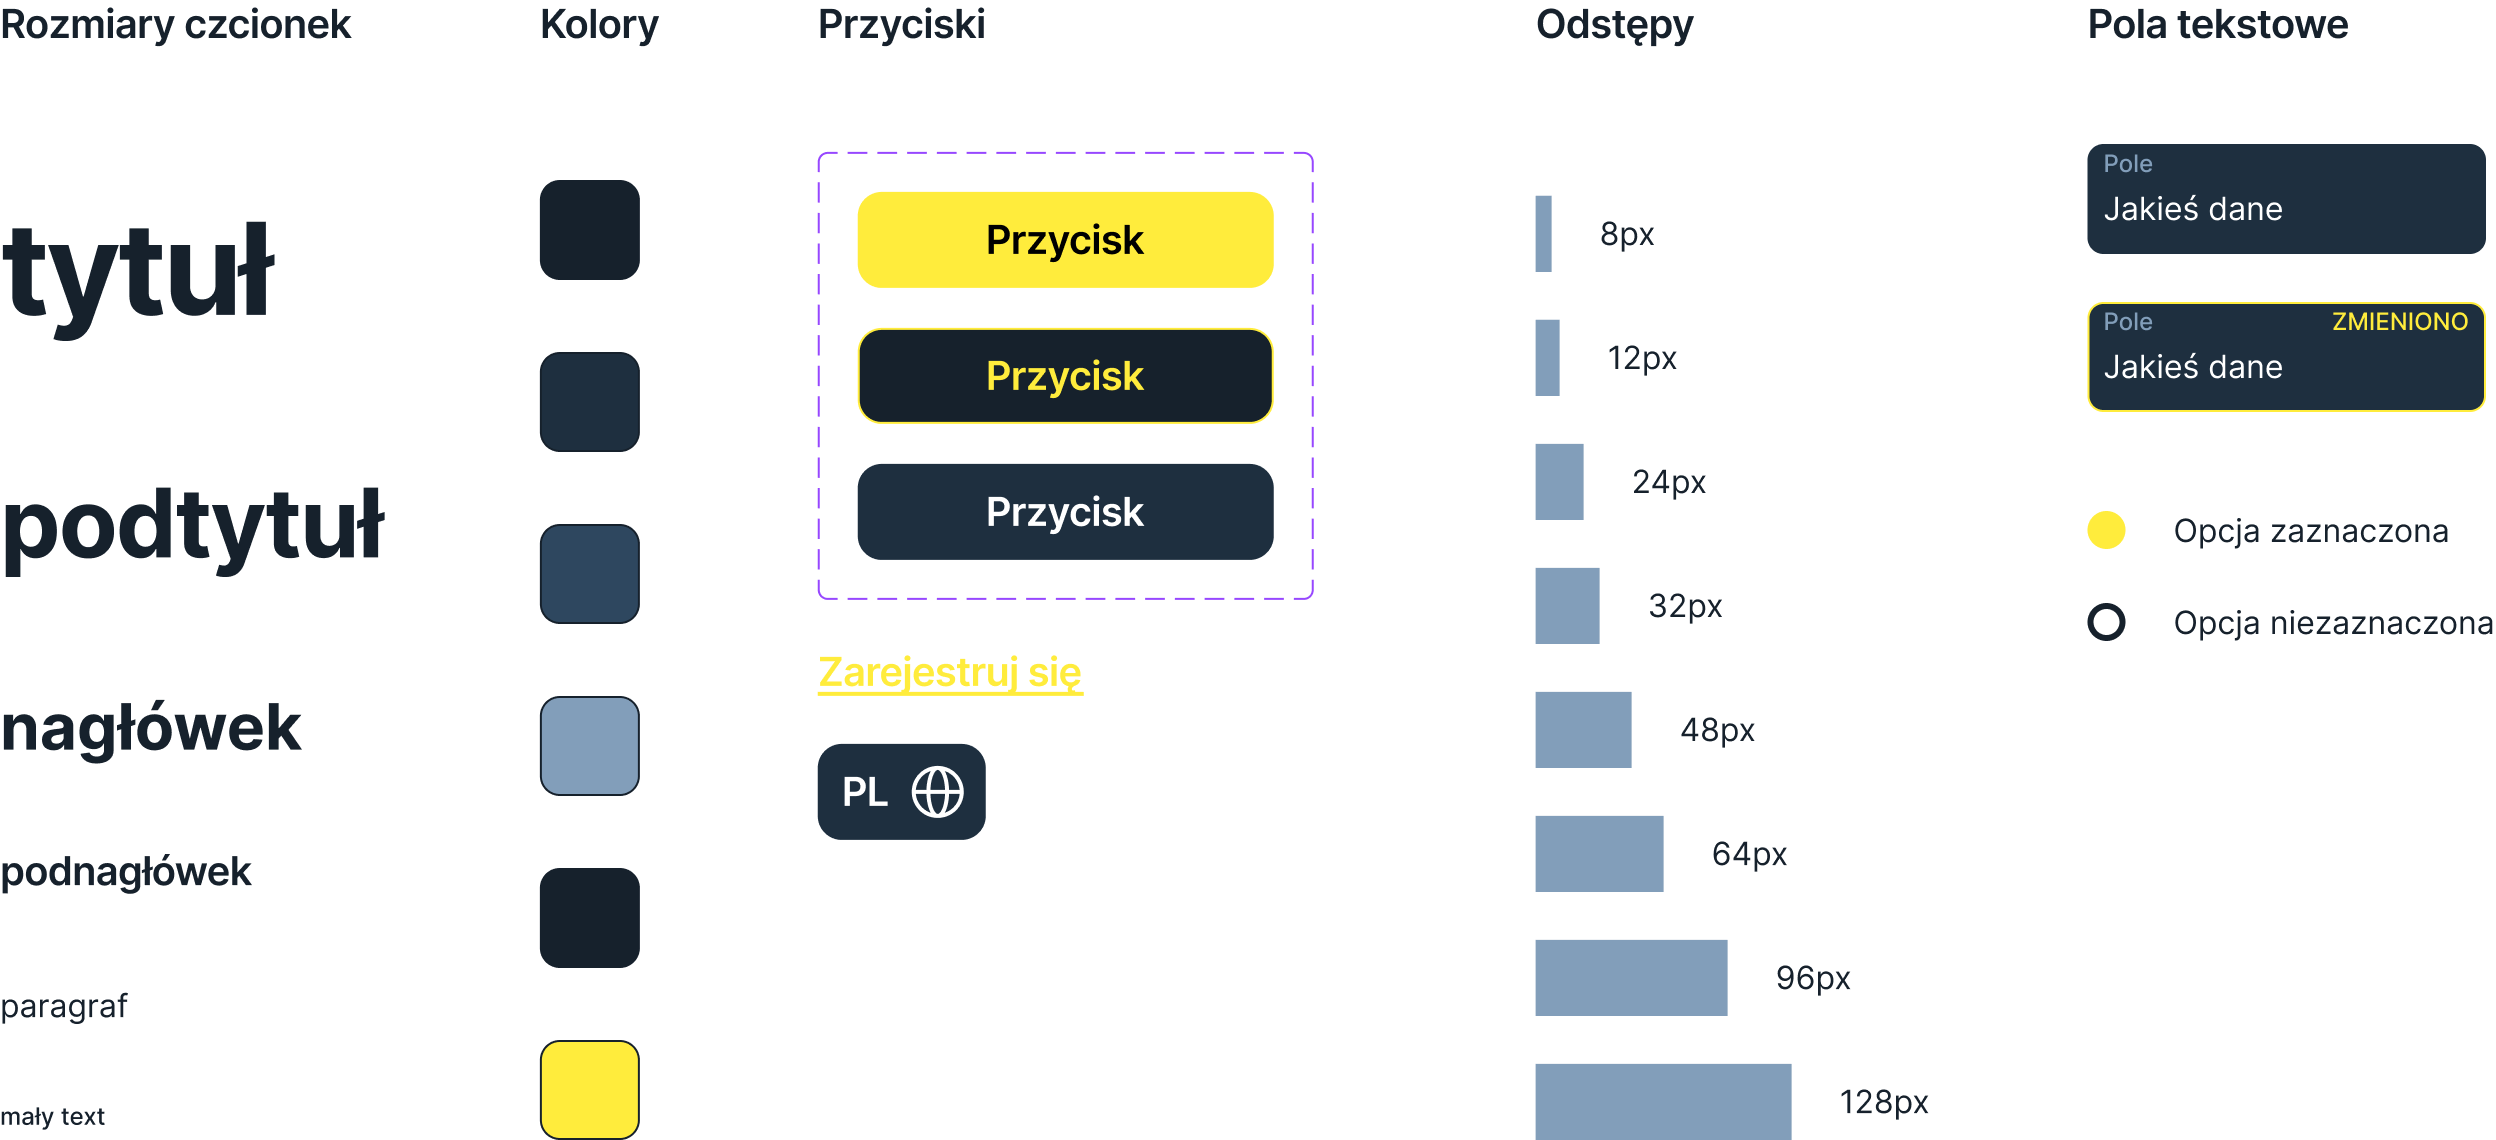 Rozmiary czcionek
tytuł
podtytuł
nagłówek
podnagłówek
paragraf
mały text
Kolory
Przyciski
Przycisk
Przycisk
Przycisk
Zarejestruj się
PL
Odstępy
8px
12px
24px
32px
48px
64px
96px
128px
Pola tekstowe
Pole
Jakieś dane
Pole ZMIENIONO
Jakieś dane
Opcja zaznaczona
Opcja niezaznaczona